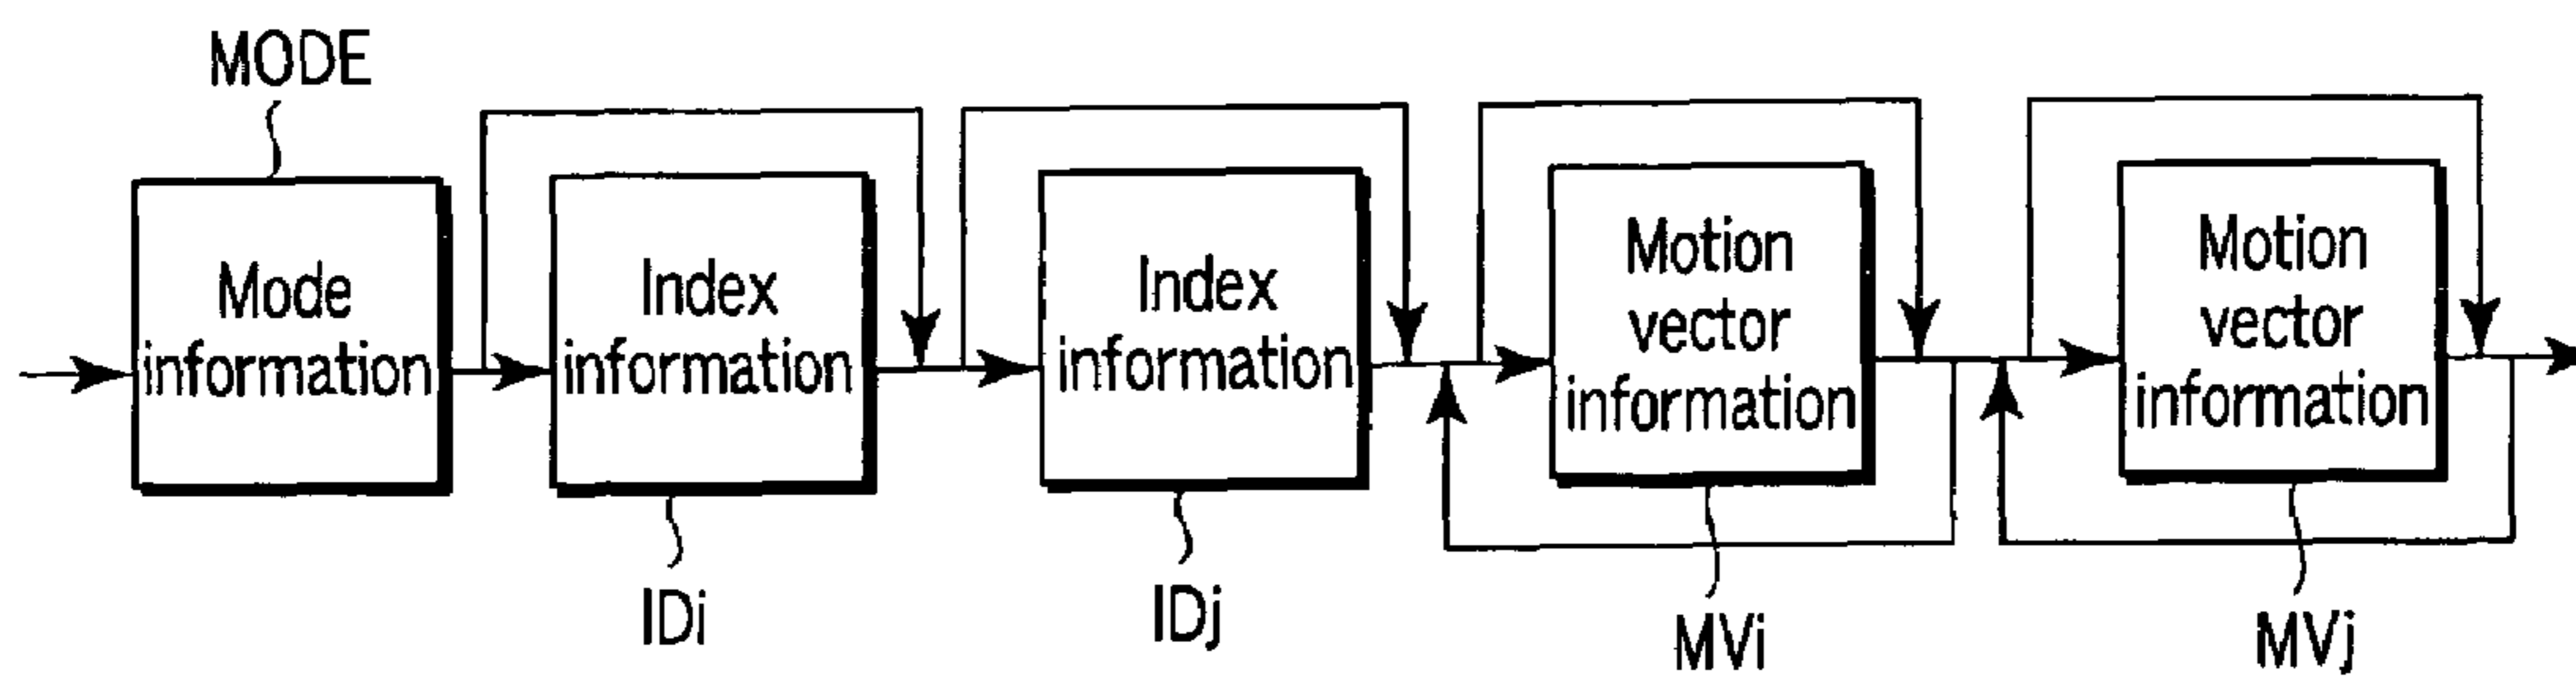 MODE
Mode
information
Index
information
Index
information
Motion
vector
information
Motion
vector
information
IDi
IDj
MVi
MVj